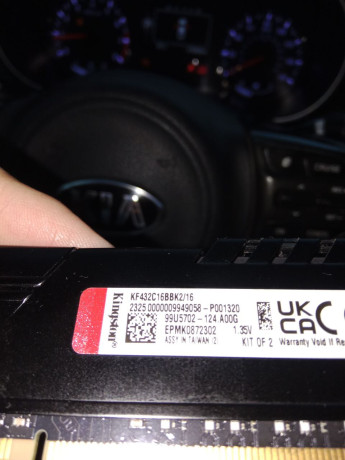 KIA
Kingston
KF432C16BBK2/16
2325 0000009949058 - P001320
99U5702 - 124.A00G
EPMK0872302 1.35V
ASSY IN TAIWAN
KIT OF 2 Warranty Void If Re
UK
CA